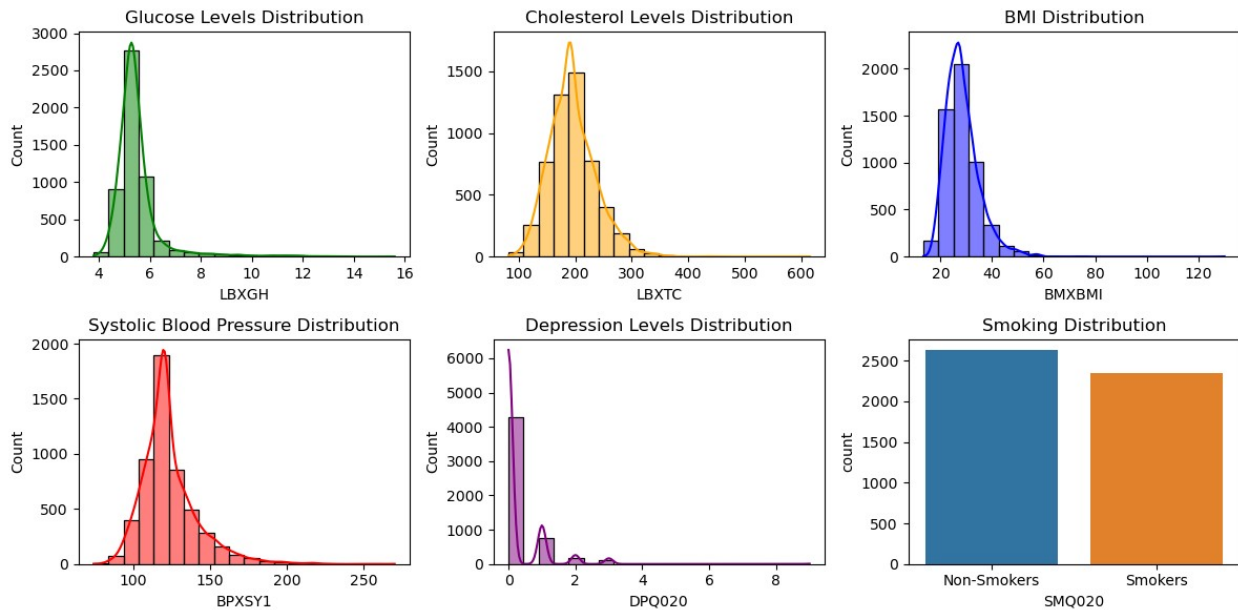 Glucose Levels Distribution
Count
3000
2500
2000
1500
1000
500
0
4 6 8 10 12 14 16
LBXGH
Cholesterol Levels Distribution
Count
1500
1000
500
0
100 200 300 400 500 600
LBXTC
BMI Distribution
Count
2000
1500
1000
500
0
20 40 60 80 100 120
BMXBMI
Systolic Blood Pressure Distribution
Count
2000
1500
1000
500
0
100 150 200 250
BPXSY1
Depression Levels Distribution
Count
6000
5000
4000
3000
2000
1000
0
0 2 4 6 8
DPQ020
Smoking Distribution
count
2500
2000
1500
1000
500
0
Non-Smokers Smokers
SMQ020